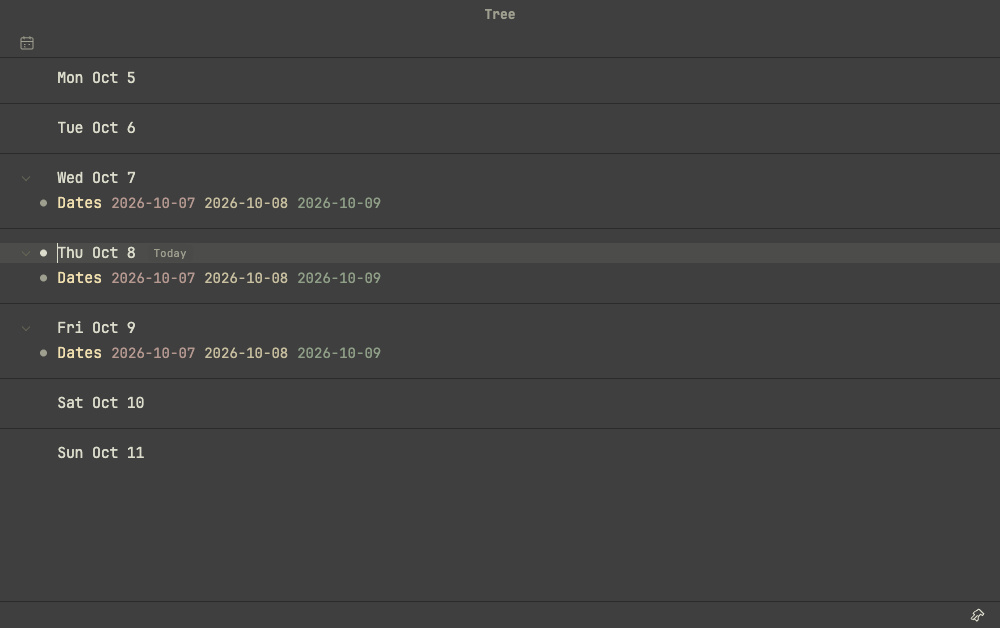 Tree
Mon Oct 5
Tue Oct 6
Wed Oct 7
Dates 2026-10-07 2026-10-08 2026-10-09
Thu Oct 8 Today
Dates 2026-10-07 2026-10-08 2026-10-09
Fri Oct 9
Dates 2026-10-07 2026-10-08 2026-10-09
Sat Oct 10
Sun Oct 11